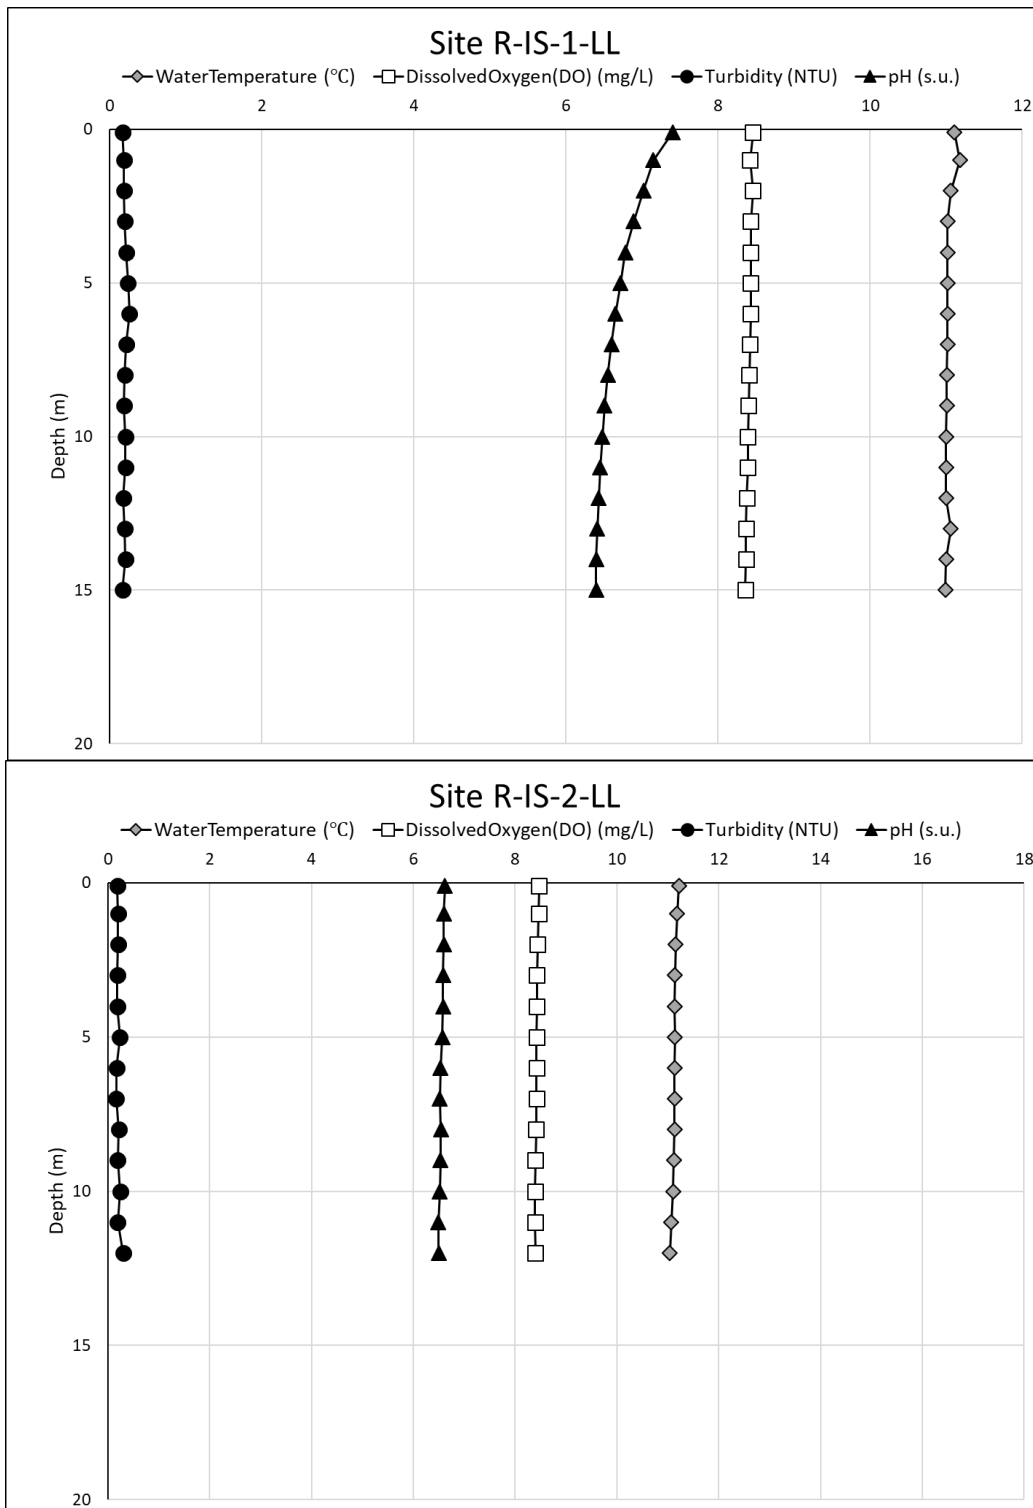 Site R-IS-1-LL
WaterTemperature (℃) DissolvedOxygen(DO) (mg/L) Turbidity (NTU) pH (s.u.)
0 2 4 6 8 10 12
0
5
Depth (m)
10
15
20
Site R-IS-2-LL
WaterTemperature (℃) DissolvedOxygen(DO) (mg/L) Turbidity (NTU) pH (s.u.)
0 2 4 6 8 10 12 14 16 18
0
5
Depth (m)
10
15
20